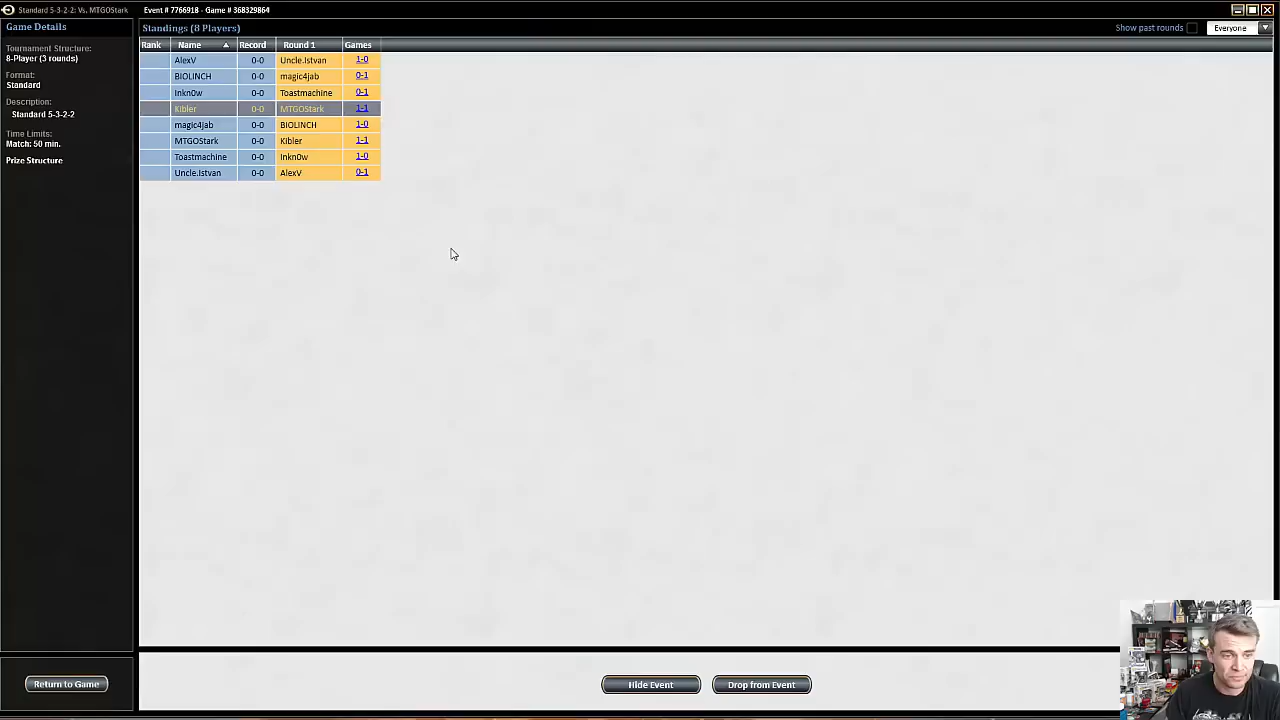 Standard 5-3-2-2: Vs. MTGOStark
Event # 7766918 - Game # 368329864
Game Details
Tournament Structure:
8-Player (3 rounds)
Format:
Standard
Description:
Standard 5-3-2-2
Time Limits:
Match: 50 min.
Prize Structure
Standings (8 Players)
Show past rounds
Everyone
Rank Name Record Round 1 Games
AlexV 0-0 Uncle.Istvan 1-0
BIOLINCH 0-0 magic4jab 0-1
Inkn0w 0-0 Toastmachine 0-1
Kibler 0-0 MTGOStark 1-1
magic4jab 0-0 BIOLINCH 1-0
MTGOStark 0-0 Kibler 1-1
Toastmachine 0-0 Inkn0w 1-0
Uncle.Istvan 0-0 AlexV 0-1
Return to Game
Hide Event
Drop from Event